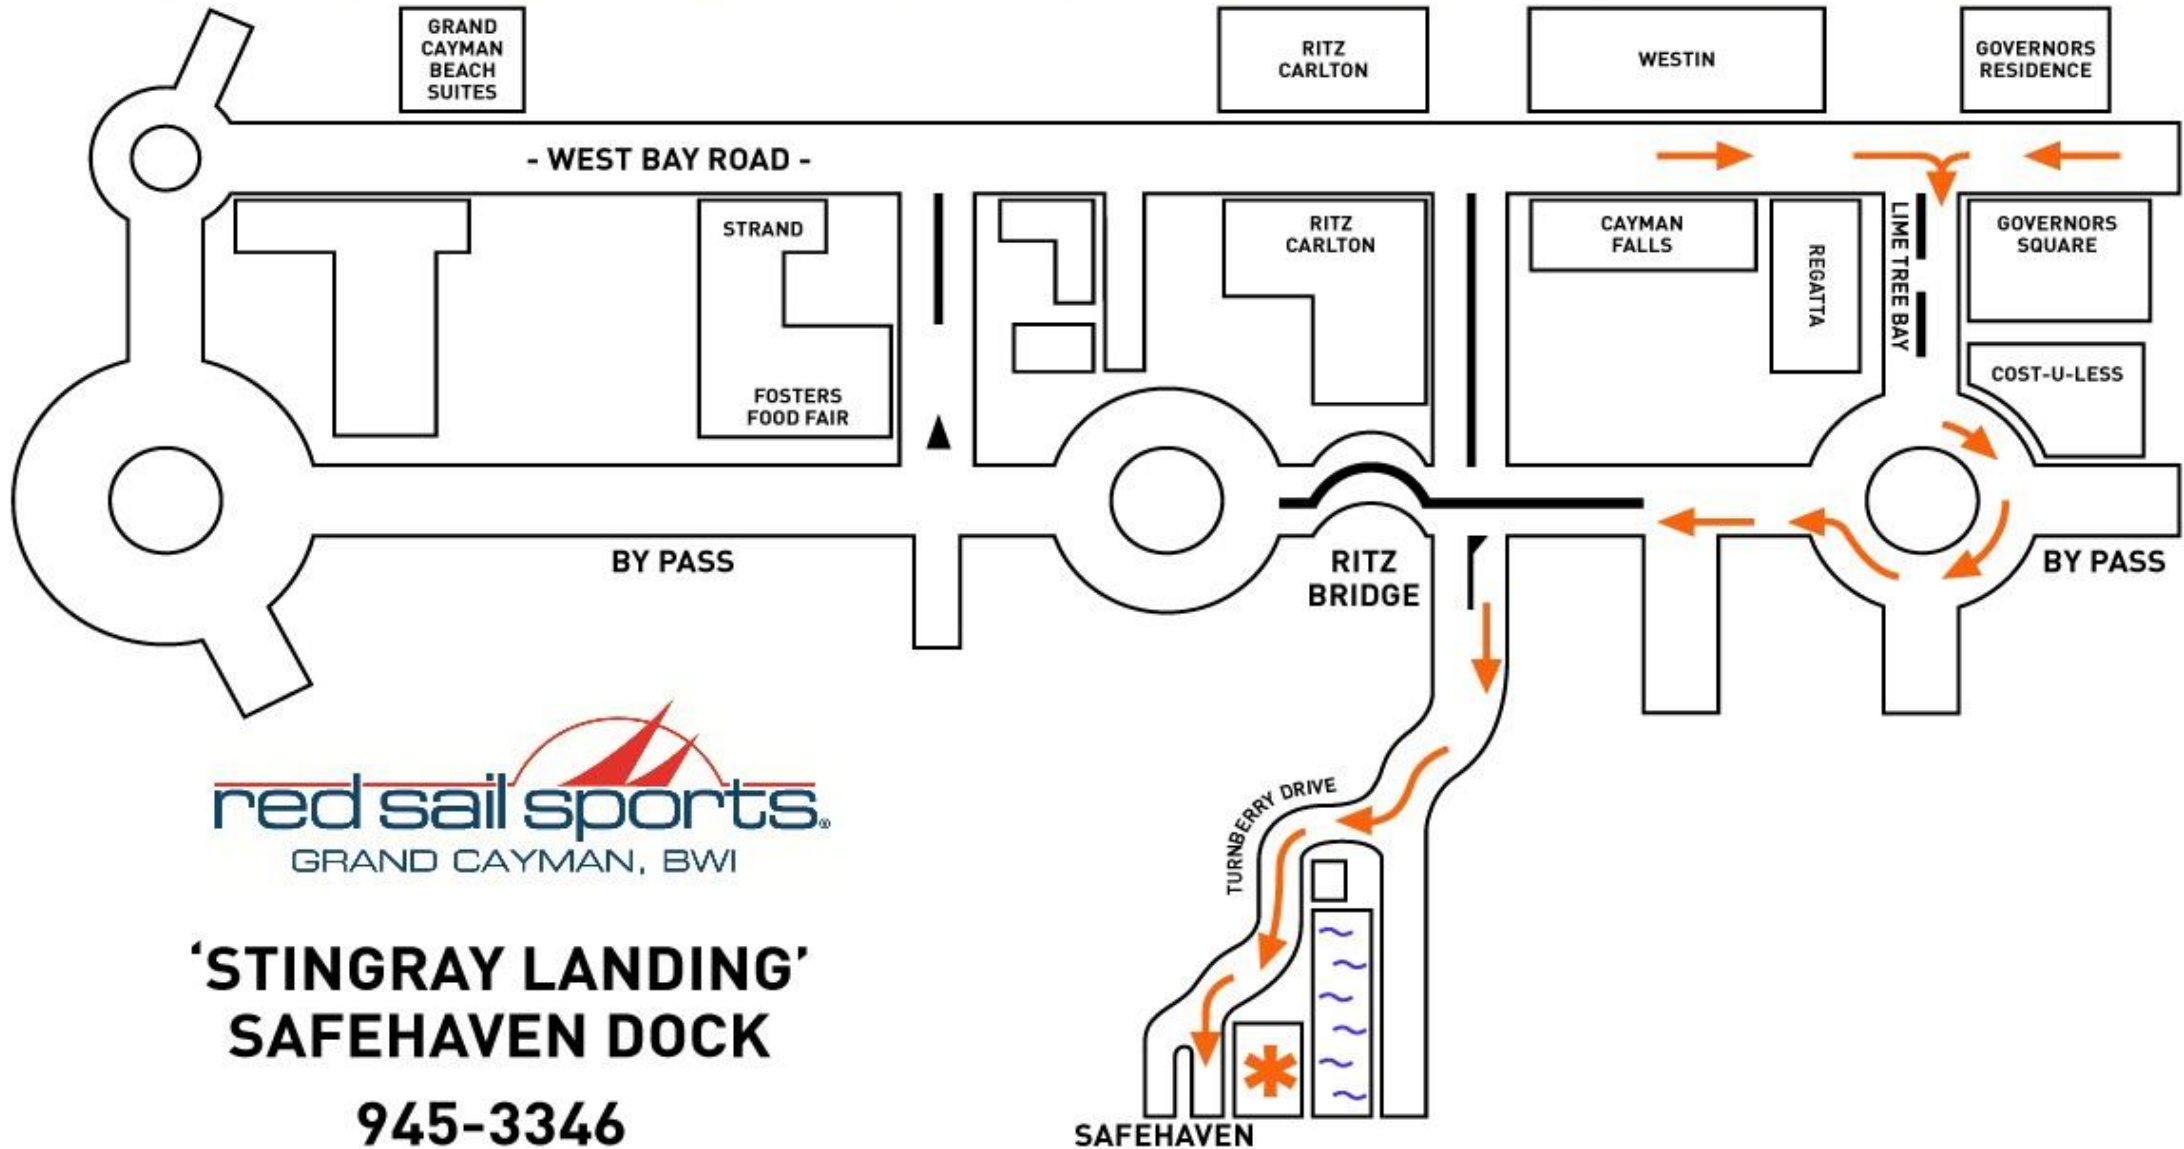 GRAND
CAYMAN
BEACH
SUITES
RITZ
CARLTON
WESTIN
GOVERNORS
RESIDENCE
- WEST BAY ROAD -
STRAND
FOSTERS
FOOD FAIR
RITZ
CARLTON
CAYMAN
FALLS
REGATTA
LIME TREE BAY
GOVERNORS
SQUARE
COST-U-LESS
BY PASS
RITZ
BRIDGE
BY PASS
TURNBERRY DRIVE
red sail sports®
GRAND CAYMAN, BWI
‘STINGRAY LANDING’
SAFEHAVEN DOCK
945-3346
SAFEHAVEN